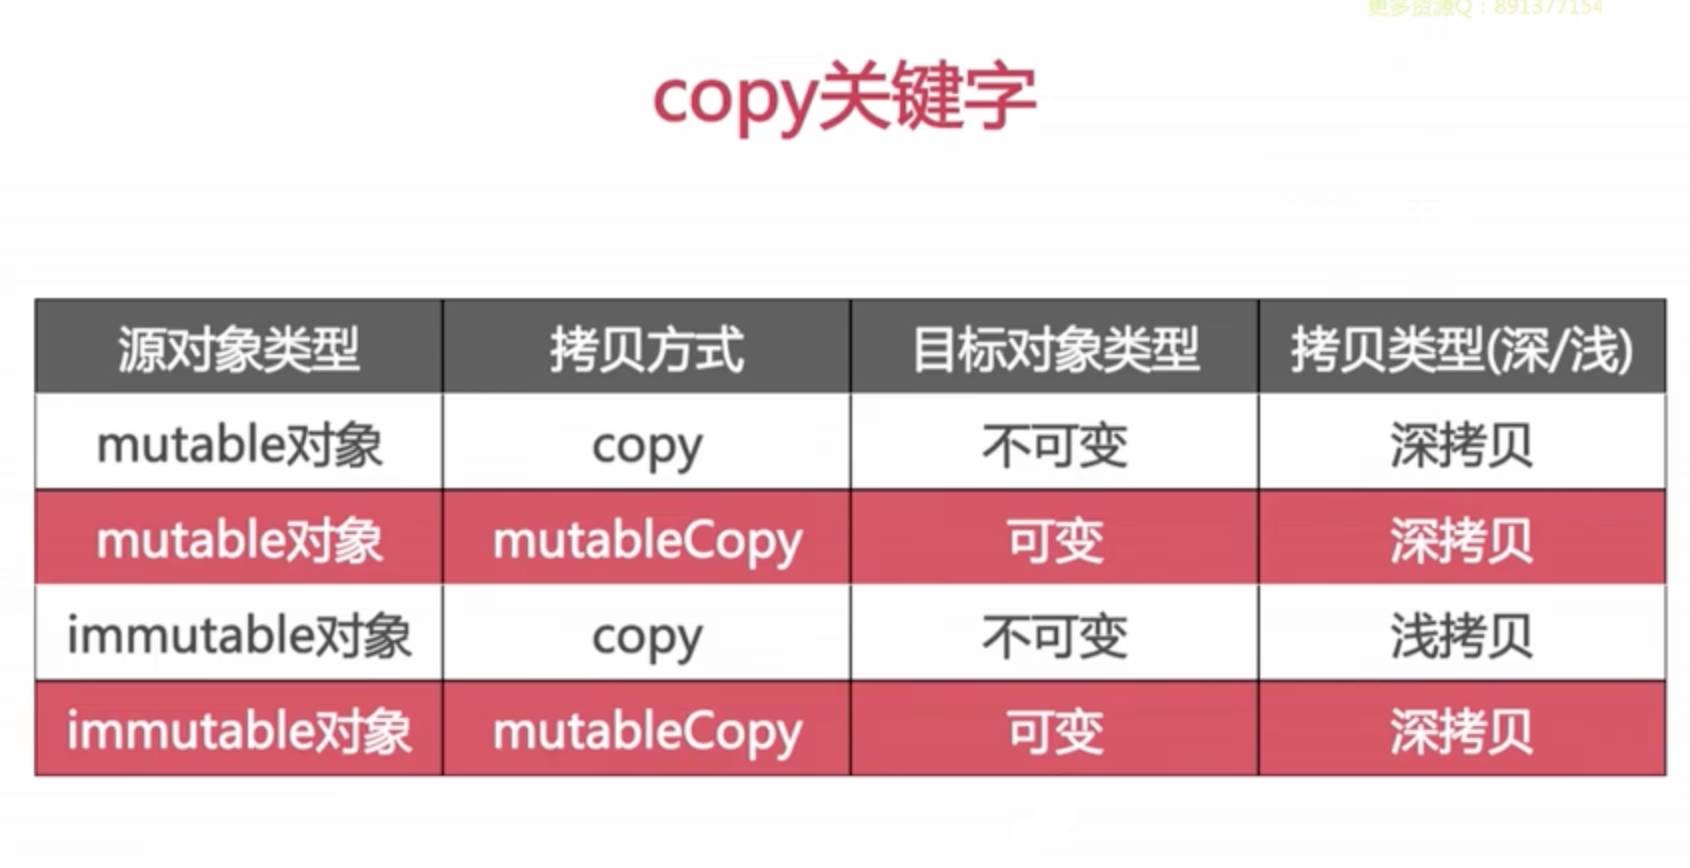 更多资源Q：891377154
copy关键字
源对象类型 拷贝方式 目标对象类型 拷贝类型(深/浅)
mutable对象 copy 不可变 深拷贝
mutable对象 mutableCopy 可变 深拷贝
immutable对象 copy 不可变 浅拷贝
immutable对象 mutableCopy 可变 深拷贝